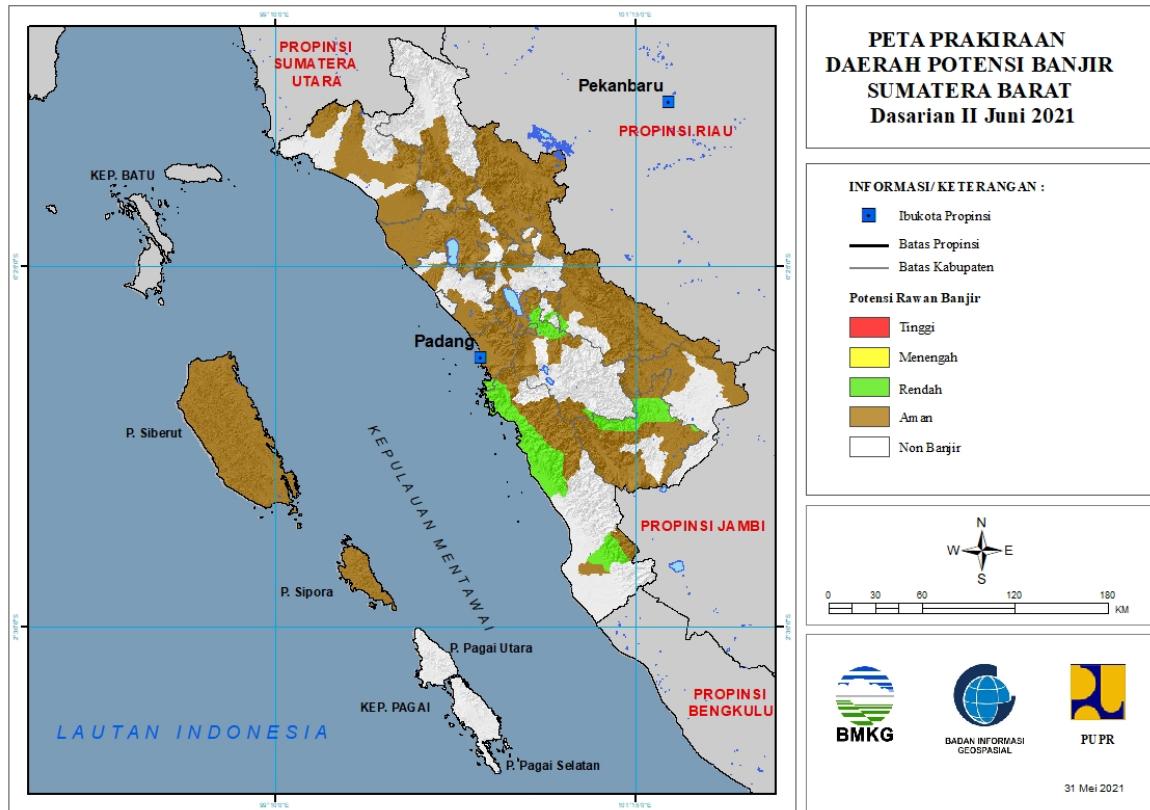 PETA PRAKIRAAN
DAERAH POTENSI BANJIR
SUMATERA BARAT
Dasarian II Juni 2021
INFORMASI/ KETERANGAN :
Ibukota Propinsi
Batas Propinsi
Batas Kabupaten
Potensi Rawan Banjir
Tinggi
Menengah
Rendah
Aman
Non Banjir
N
W E
S
0 30 60 120 180
KM
BMKG
BADAN INFORMASI
GEOSPASIAL
PUPR
31 Mei 2021
PROPINSI
SUMATERA
UTARA
Pekanbaru
PROPINSI RIAU
KEP. BATU
Padang
P. Siberut
KEPULAUAN MENTAWAI
PROPINSI JAMBI
P. Sipora
P. Pagai Utara
KEP. PAGAI
PROPINSI
BENGKULU
LAUTAN INDONESIA
P. Pagai Selatan